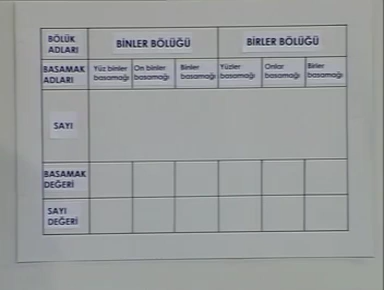 BÖLÜK ADLARI
BİNLER BÖLÜĞÜ
BİRLER BÖLÜĞÜ
BASAMAK ADLARI
Yüz binler basamağı
On binler basamağı
Binler basamağı
Yüzler basamağı
Onlar basamağı
Birler basamağı
SAYI
BASAMAK DEĞERİ
SAYI DEĞERİ